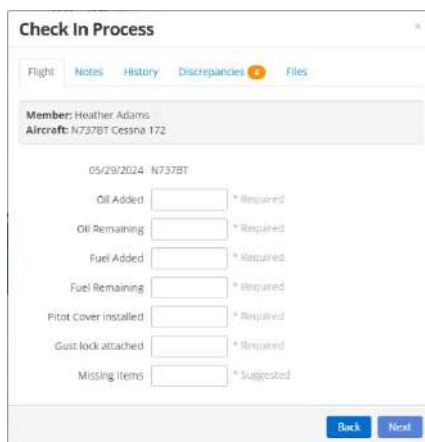 Check In Process
×
Flight Notes History Discrepancies 4 Files
Member: Heather Adams
Aircraft: N737BT Cessna 172
05/29/2024 N737BT
Oil Added * Required
Oil Remaining * Required
Fuel Added * Required
Fuel Remaining * Required
Pitot Cover installed * Required
Gust lock attached * Required
Missing Items * Suggested
Back Next